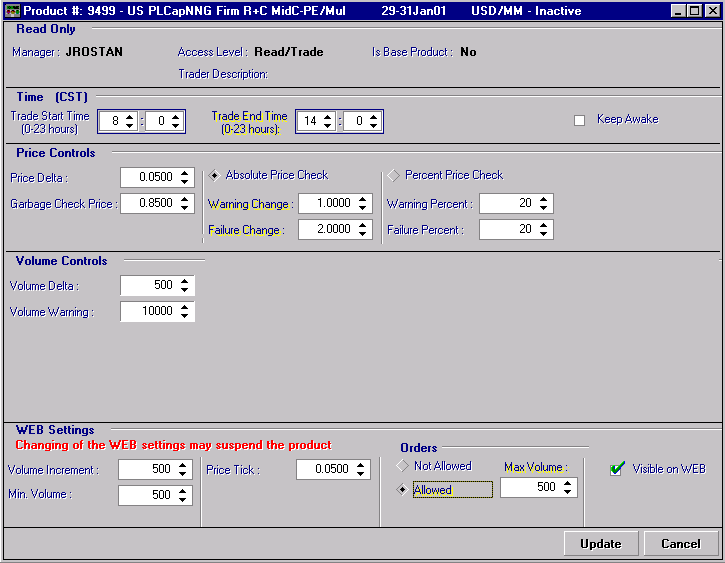 Product #: 9499 - US PLCapNNG Firm R+C MidC-PE/Mul 29-31Jan01 USD/MM - Inactive
Read Only
Manager : JROSTAN Access Level : Read/Trade Is Base Product : No
Trader Description:
Time (CST)
Trade Start Time 8 : 0 Trade End Time 14 : 0 Keep Awake
(0-23 hours) (0-23 hours):
Price Controls
Price Delta : 0.0500 Absolute Price Check Percent Price Check
Garbage Check Price : 0.8500 Warning Change : 1.0000 Warning Percent : 20
Failure Change : 2.0000 Failure Percent : 20
Volume Controls
Volume Delta : 500
Volume Warning : 10000
WEB Settings
Changing of the WEB settings may suspend the product
Orders
Volume Increment : 500 Price Tick : 0.0500 Not Allowed Max Volume : Visible on WEB
Min. Volume : 500 Allowed 500
Update Cancel